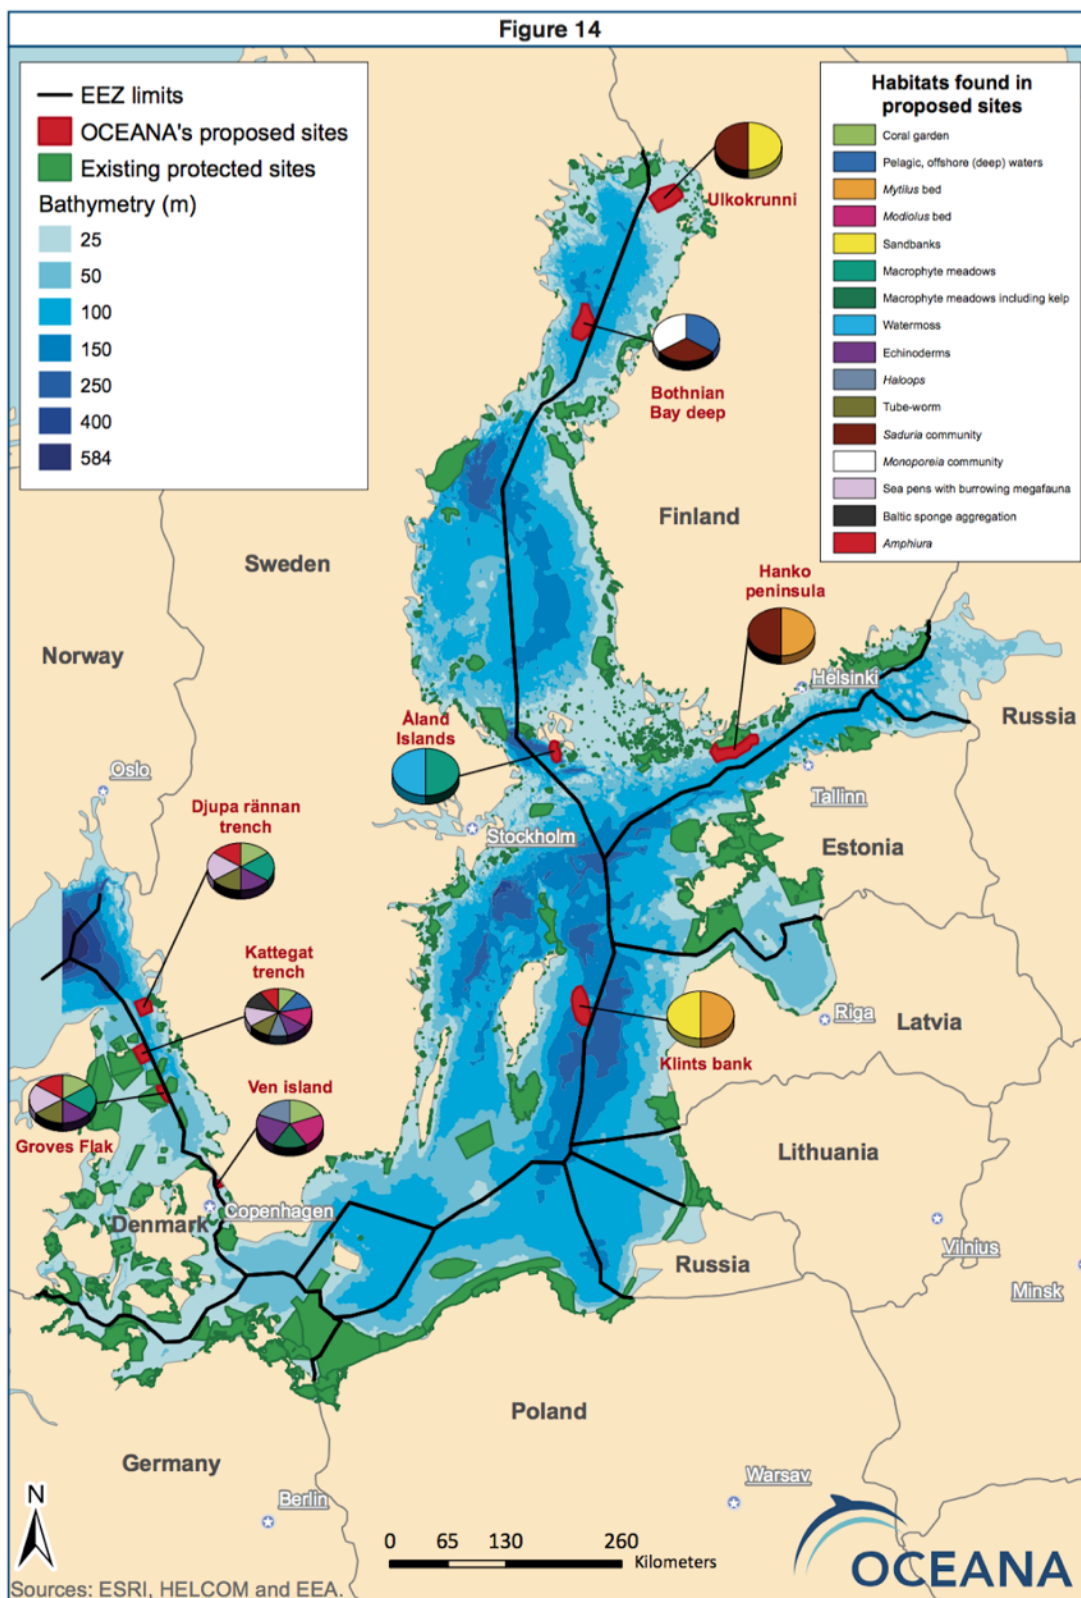 Figure 14
EEZ limits
OCEANA's proposed sites
Existing protected sites
Bathymetry (m)
25
50
100
150
250
400
584
Habitats found in
proposed sites
Coral garden
Pelagic, offshore (deep) waters
Mytilus bed
Modiolus bed
Sandbanks
Macrophyte meadows
Macrophyte meadows including kelp
Watermoss
Echinoderms
Haloops
Tube-worm
Saduria community
Monoporeia community
Sea pens with burrowing megafauna
Baltic sponge aggregation
Amphiura
Ulkokrunni
Bothnian
Bay deep
Finland
Sweden
Hanko
peninsula
Norway
Helsinki
Russia
Åland
Islands
Oslo
Tallinn
Djupa rännan
trench
Stockholm
Estonia
Kattegat
trench
Riga
Latvia
Klints bank
Ven island
Groves Flak
Lithuania
Denmark
Copenhagen
Vilnius
Russia
Minsk
Poland
Germany
Warsav
Berlin
N
0 65 130 260
Kilometers
OCEANA
Sources: ESRI, HELCOM and EEA.